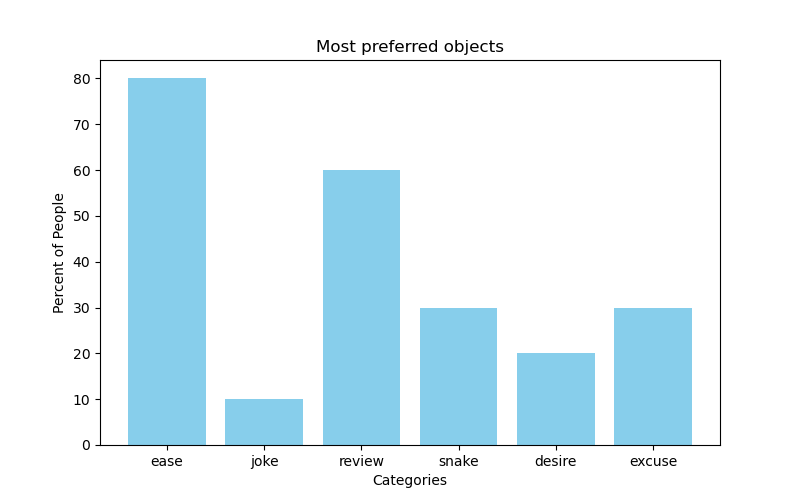 Most preferred objects
Percent of People
80
70
60
50
40
30
20
10
0
ease joke review snake desire excuse
Categories